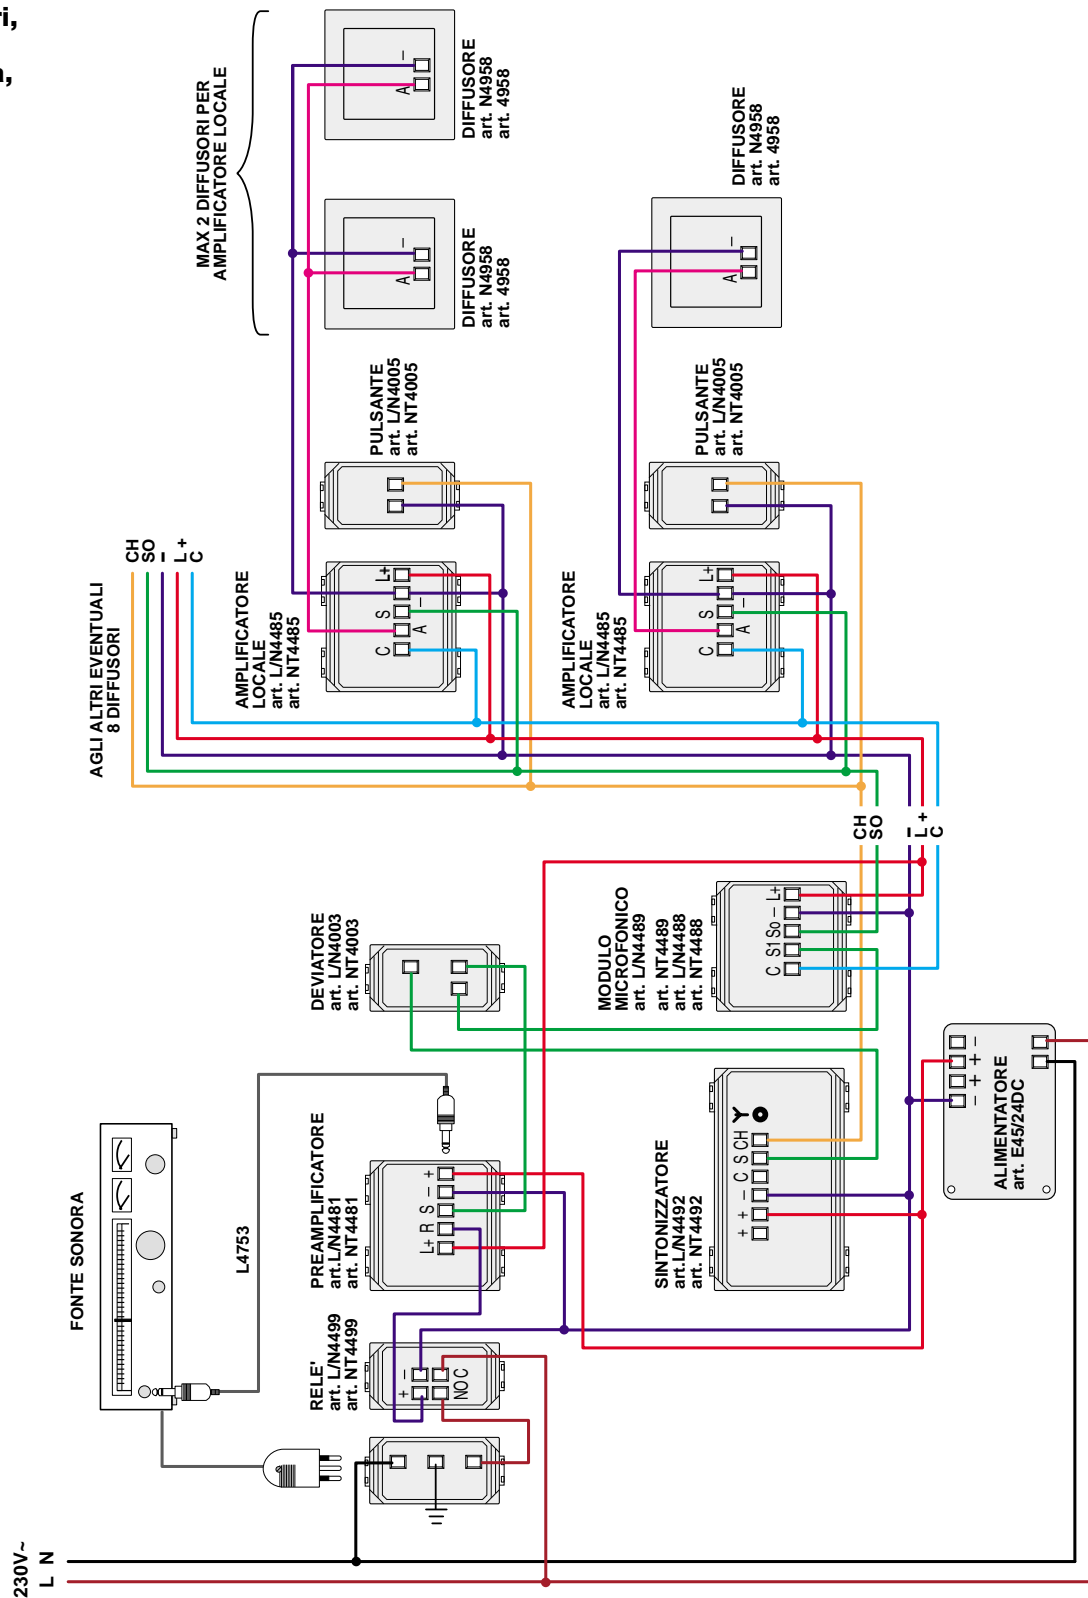 ri,
a,
MAX 2 DIFFUSORI PER
AMPLIFICATORE LOCALE
A
–
DIFFUSORE
art. N4958
art. 4958
A
–
DIFFUSORE
art. N4958
art. 4958
A
–
DIFFUSORE
art. N4958
art. 4958
PULSANTE
art. L/N4005
art. NT4005
PULSANTE
art. L/N4005
art. NT4005
AGLI ALTRI EVENTUALI
8 DIFFUSORI
CH
SO
–
L+
C
AMPLIFICATORE
LOCALE
art. L/N4485
art. NT4485
C
A
S
–
L+
AMPLIFICATORE
LOCALE
art. L/N4485
art. NT4485
C
A
S
–
L+
CH
SO
–
L+
C
DEVIATORE
art. L/N4003
art. NT4003
MODULO
MICROFONICO
art. L/N4489
art. NT4489
art. L/N4488
art. NT4488
C S1 So – L+
FONTE SONORA
L4753
PREAMPLIFICATORE
art.L/N4481
art. NT4481
L+ R S – +
SINTONIZZATORE
art.L/N4492
art. NT4492
+ + – C S CH
Y
ALIMENTATORE
art. E45/24DC
– + + –
RELE'
art. L/N4499
art. NT4499
+ –
NO C
230V~
L N